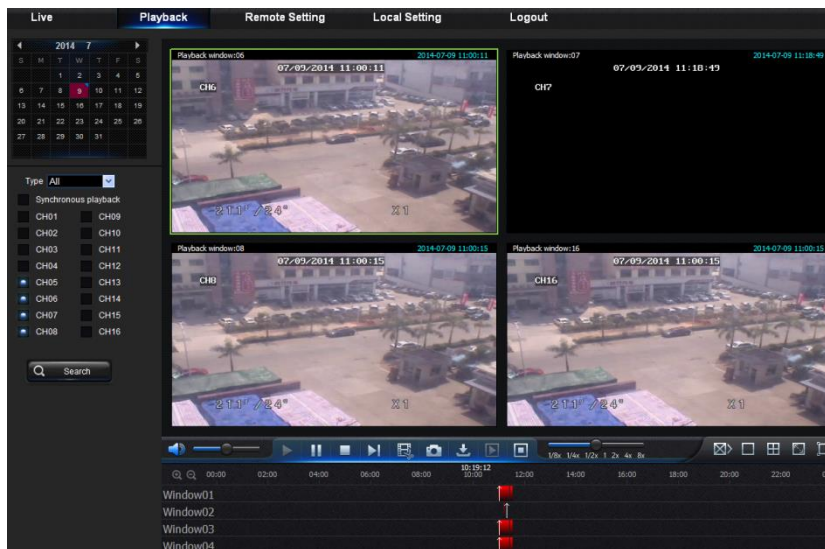 Live Playback Remote Setting Local Setting Logout
2014 7
S M T W T F S
1 2 3 4 5
6 7 8 9 10 11 12
13 14 15 16 17 18 19
20 21 22 23 24 25 26
27 28 29 30 31
Type All
Synchronous playback
CH01 CH09
CH02 CH10
CH03 CH11
CH04 CH12
CH05 CH13
CH06 CH14
CH07 CH15
CH08 CH16
Search
Playback window:06 2014-07-09 11:00:11
07/09/2014 11:00:11
CH6
X1
Playback window:07 2014-07-09 11:18:49
07/09/2014 11:18:49
CH7
Playback window:08 2014-07-09 11:00:15
07/09/2014 11:00:15
CH8
X1
Playback window:16 2014-07-09 11:00:15
07/09/2014 11:00:15
CH16
X1
1/8x 1/4x 1/2x 1 2x 4x 8x
10:19:12
00:00 02:00 04:00 06:00 08:00 10:00 12:00 14:00 16:00 18:00 20:00 22:00
Window01
Window02
Window03
Window04